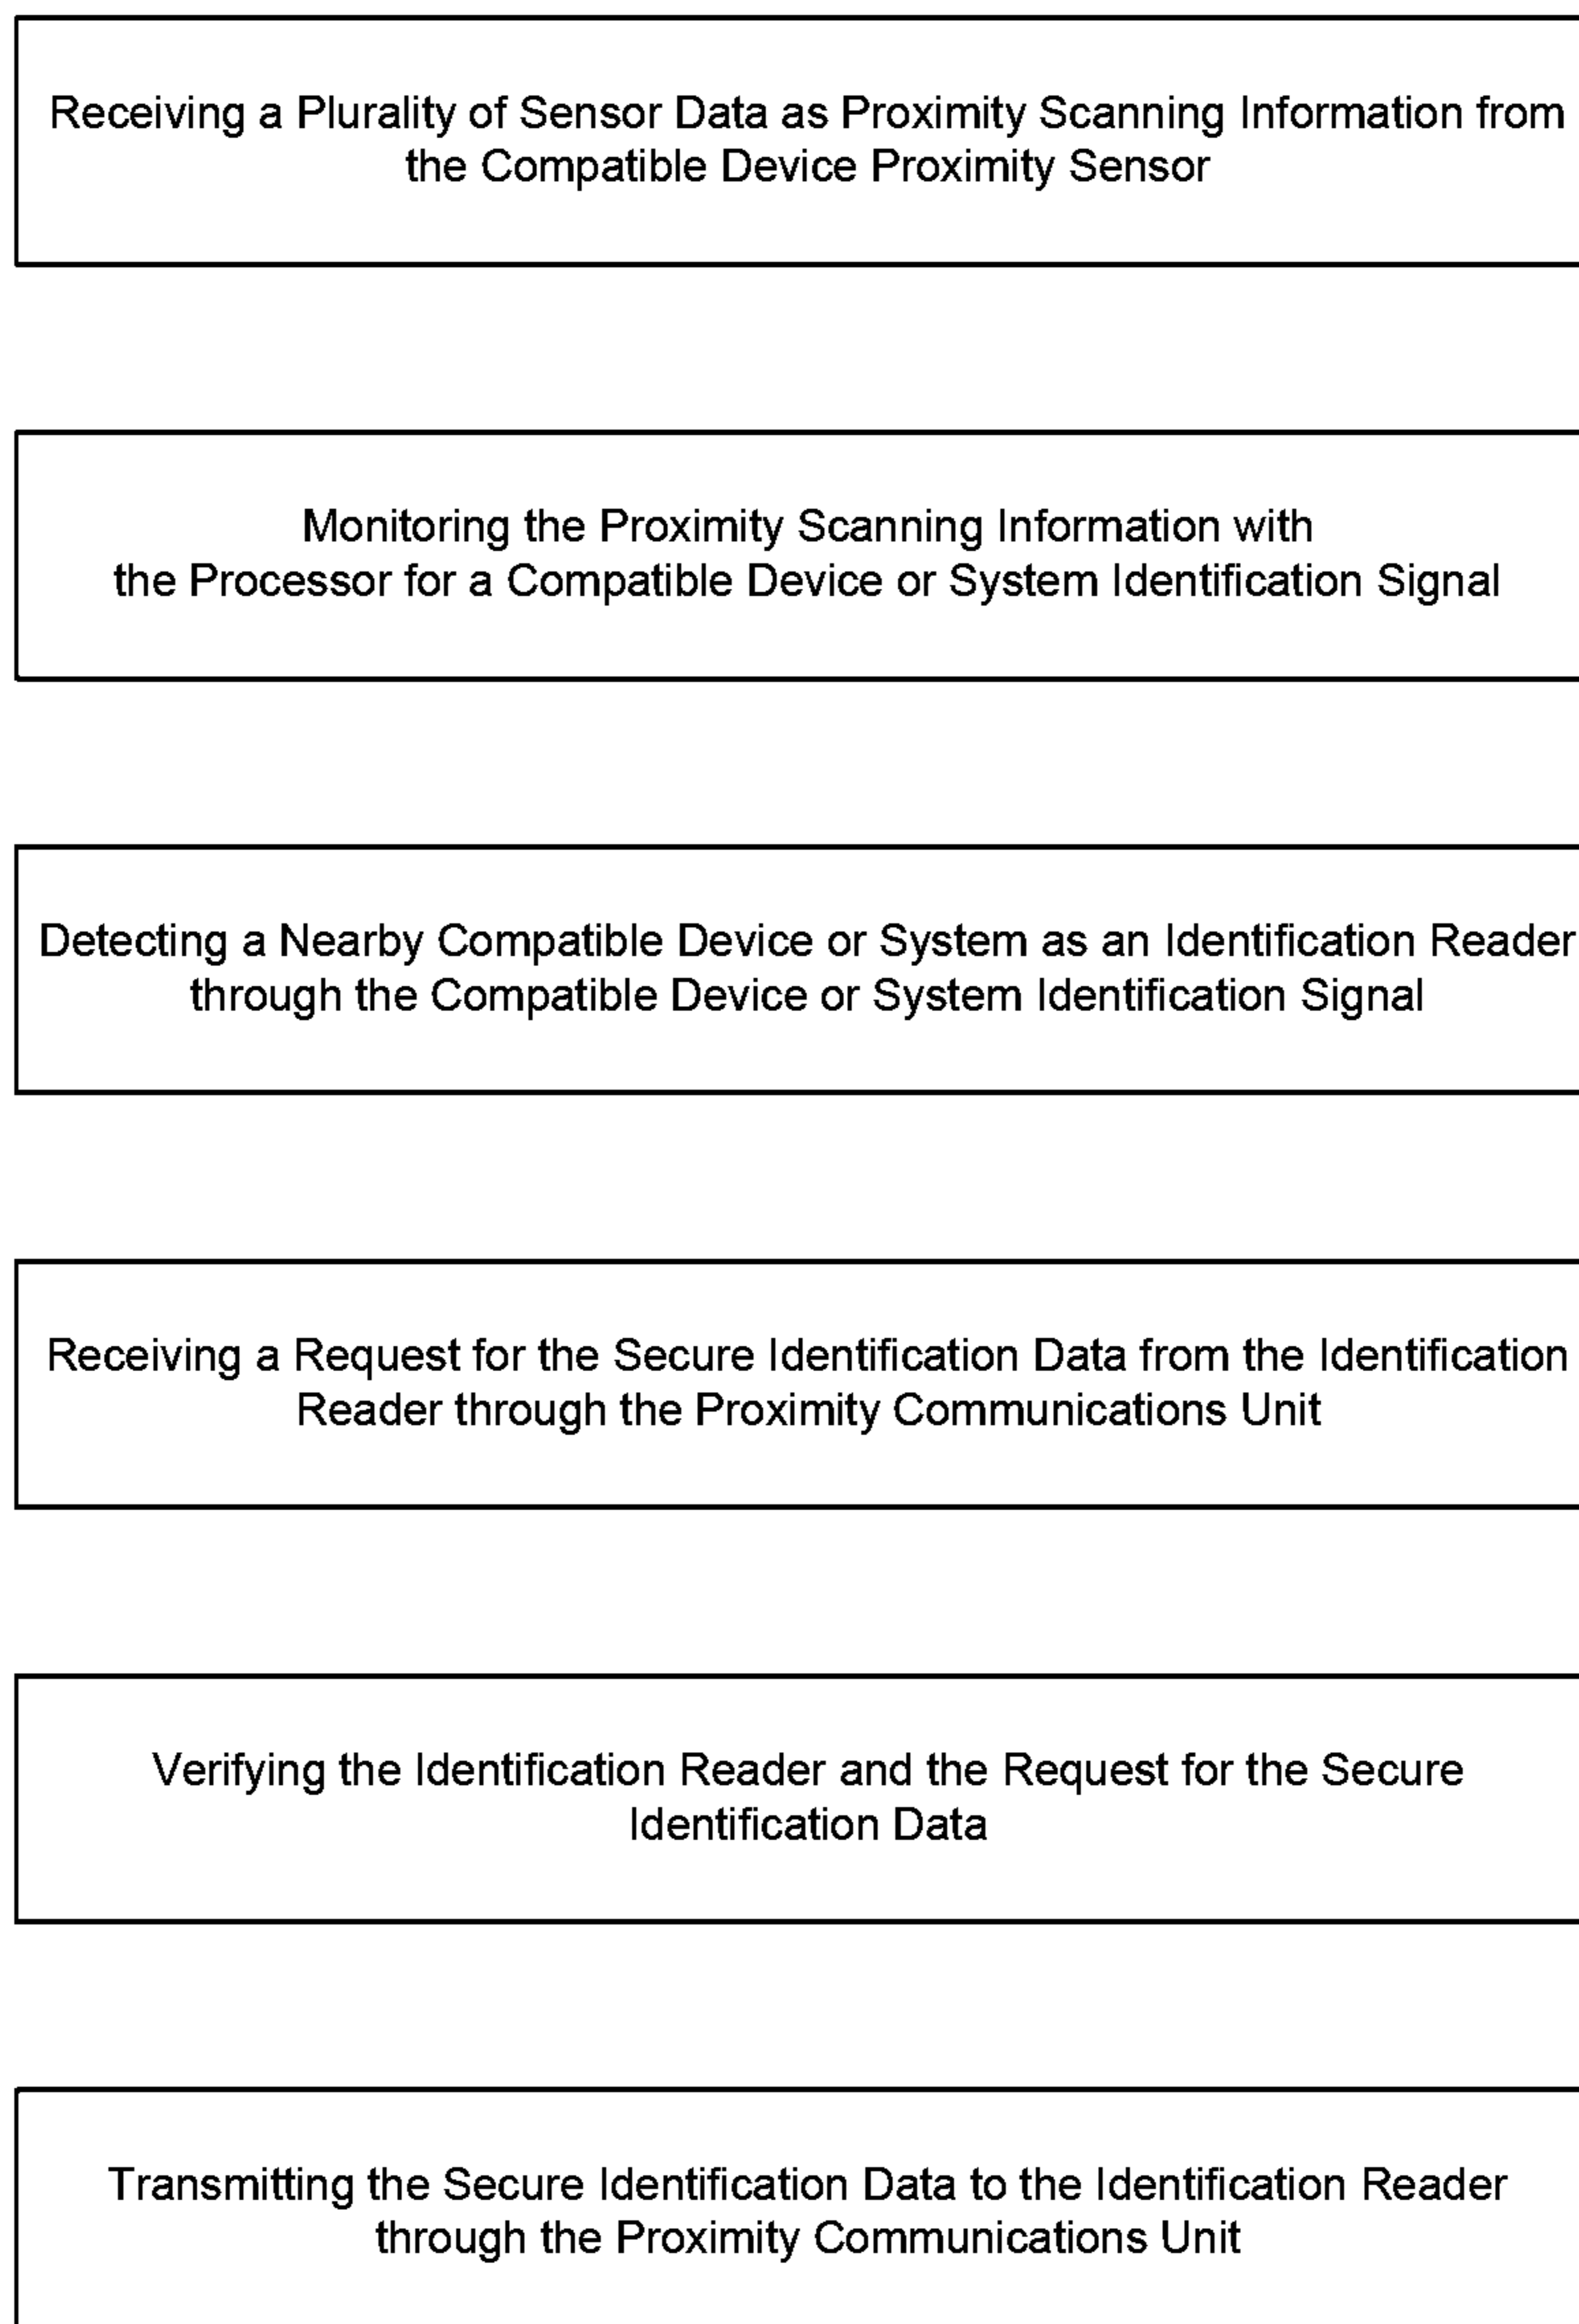 Receiving a Plurality of Sensor Data as Proximity Scanning Information from
the Compatible Device Proximity Sensor
Monitoring the Proximity Scanning Information with
the Processor for a Compatible Device or System Identification Signal
Detecting a Nearby Compatible Device or System as an Identification Reader
through the Compatible Device or System Identification Signal
Receiving a Request for the Secure Identification Data from the Identification
Reader through the Proximity Communications Unit
Verifying the Identification Reader and the Request for the Secure
Identification Data
Transmitting the Secure Identification Data to the Identification Reader
through the Proximity Communications Unit